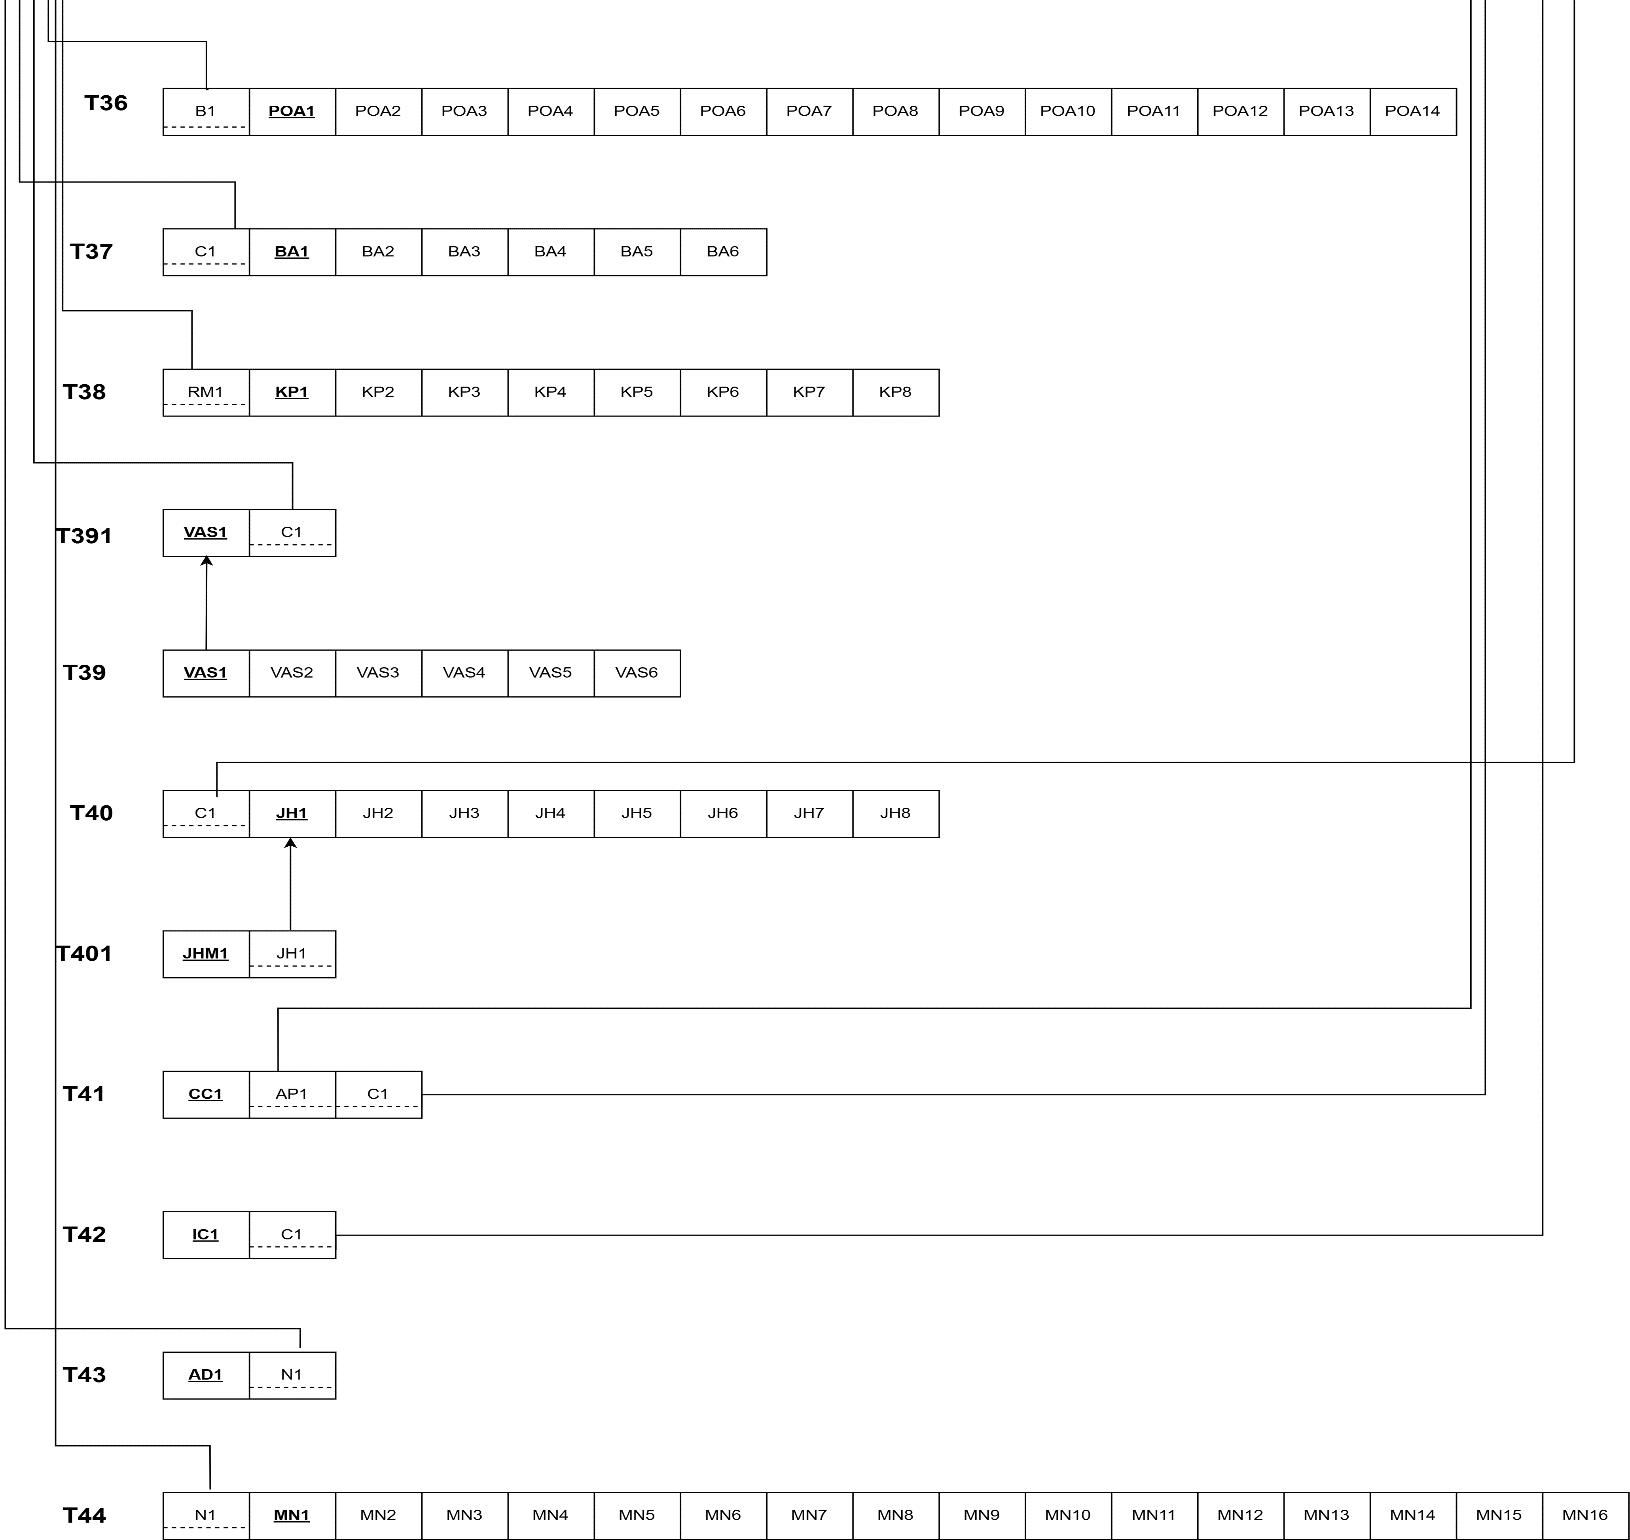 T36 B1 POA1 POA2 POA3 POA4 POA5 POA6 POA7 POA8 POA9 POA10 POA11 POA12 POA13 POA14
T37 C1 BA1 BA2 BA3 BA4 BA5 BA6
T38 RM1 KP1 KP2 KP3 KP4 KP5 KP6 KP7 KP8
T391 VAS1 C1
T39 VAS1 VAS2 VAS3 VAS4 VAS5 VAS6
T40 C1 JH1 JH2 JH3 JH4 JH5 JH6 JH7 JH8
T401 JHM1 JH1
T41 CC1 AP1 C1
T42 IC1 C1
T43 AD1 N1
T44 N1 MN1 MN2 MN3 MN4 MN5 MN6 MN7 MN8 MN9 MN10 MN11 MN12 MN13 MN14 MN15 MN16